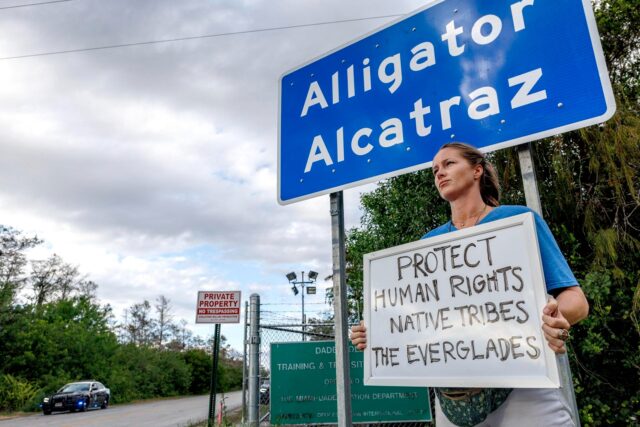 Alligator
Alcatraz
PROTECT
HUMAN RIGHTS
NATIVE TRIBES
THE EVERGLADES
PRIVATE
PROPERTY
NO TRESPASSING
DADE
TRAINING &